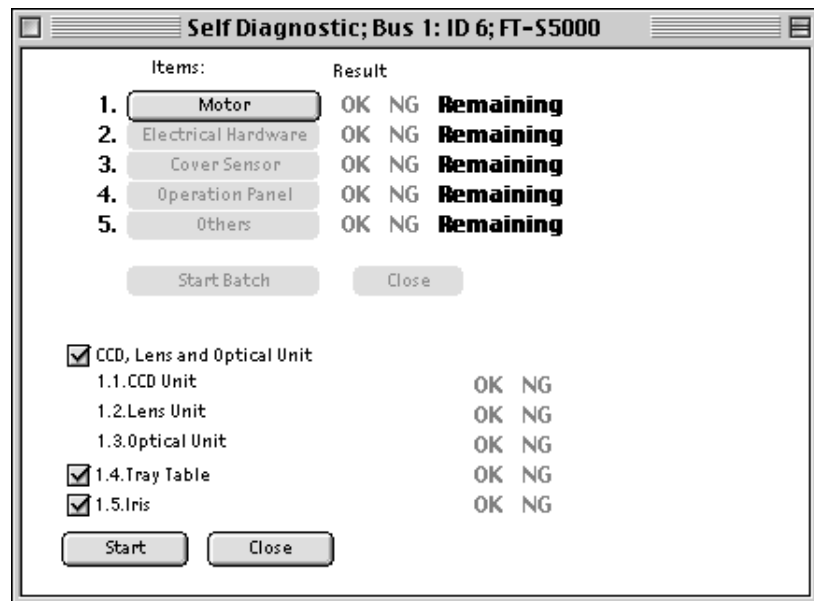 Self Diagnostic; Bus 1: ID 6; FT-S5000
Items: Result
1. Motor OK NG Remaining
2. Electrical Hardware OK NG Remaining
3. Cover Sensor OK NG Remaining
4. Operation Panel OK NG Remaining
5. Others OK NG Remaining
Start Batch Close
CCD, Lens and Optical Unit
1.1.CCD Unit OK NG
1.2.Lens Unit OK NG
1.3.Optical Unit OK NG
1.4.Tray Table OK NG
1.5.Iris OK NG
Start Close